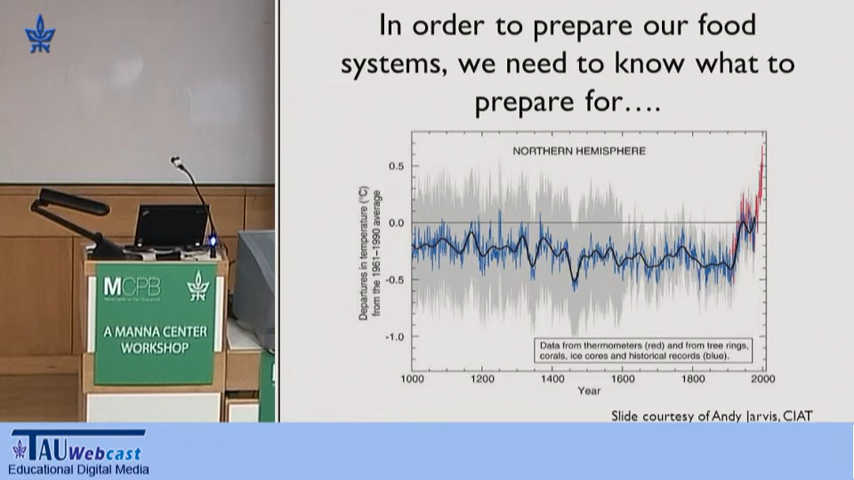 In order to prepare our food
systems, we need to know what to
prepare for....
NORTHERN HEMISPHERE
Departures in temperature (°C)
from the 1961–1990 average
0.5
0.0
-0.5
-1.0
Data from thermometers (red) and from tree rings,
corals, ice cores and historical records (blue).
1000
1200
1400
1600
1800
2000
Year
Slide courtesy of Andy Jarvis, CIAT
MCPB
A MANNA CENTER
WORKSHOP
M
TAU Webcast
Educational Digital Media